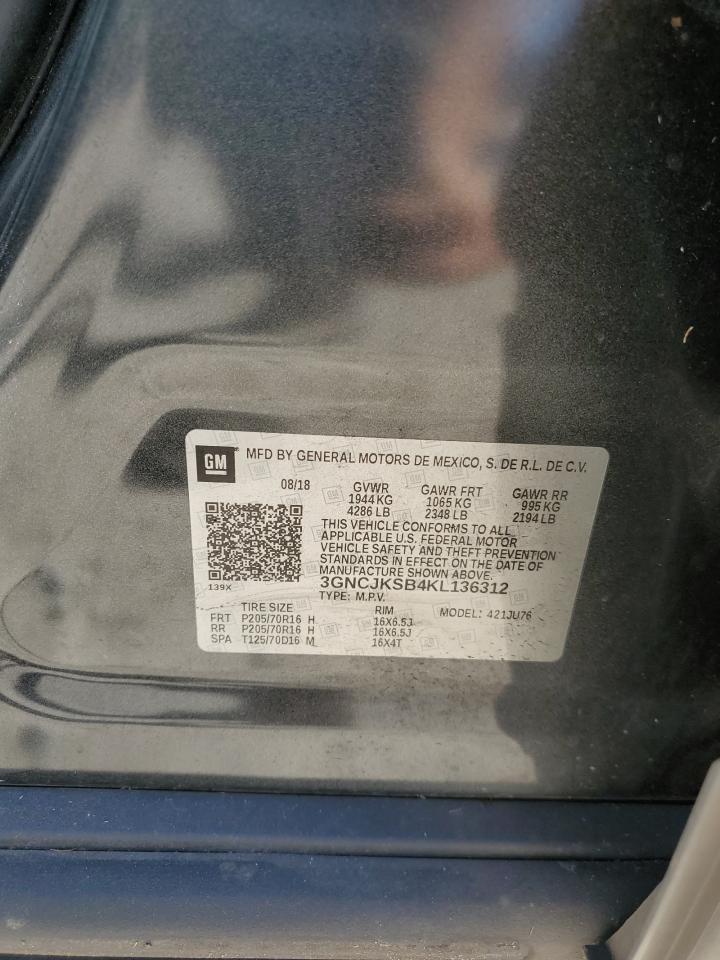 GM MFD BY GENERAL MOTORS DE MEXICO, S. DE R.L. DE C.V.
08/18 GVWR GAWR FRT GAWR RR
1944 KG 1065 KG 995 KG
4286 LB 2348 LB 2194 LB
THIS VEHICLE CONFORMS TO ALL
APPLICABLE U.S. FEDERAL MOTOR
VEHICLE SAFETY AND THEFT PREVENTION
STANDARDS IN EFFECT ON THE DATE OF
MANUFACTURE SHOWN ABOVE.
139X 3GNCJKSB4KL136312
TYPE: M.P.V.
TIRE SIZE RIM MODEL: 421JU76
FRT P205/70R16 H 16X6.5J
RR P205/70R16 H 16X6.5J
SPA T125/70D16 M 16X4T